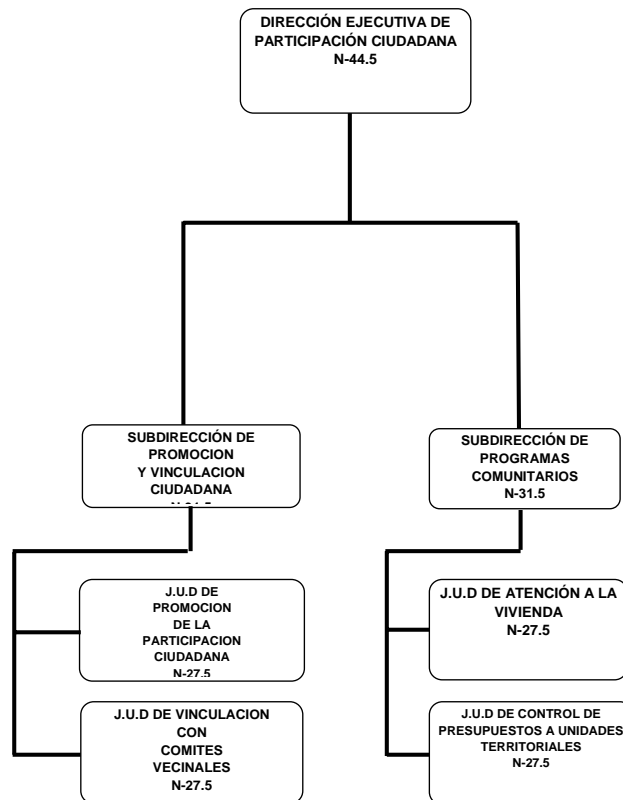 DIRECCIÓN EJECUTIVA DE
PARTICIPACIÓN CIUDADANA
N-44.5
SUBDIRECCIÓN DE
PROMOCION
Y VINCULACION
CIUDADANA
SUBDIRECCIÓN DE
PROGRAMAS
COMUNITARIOS
N-31.5
J.U.D DE
PROMOCION
DE LA
PARTICIPACION
CIUDADANA
N-27.5
J.U.D DE ATENCIÓN A LA
VIVIENDA
N-27.5
J.U.D DE VINCULACION
CON
COMITES
VECINALES
N-27.5
J.U.D DE CONTROL DE
PRESUPUESTOS A UNIDADES
TERRITORIALES
N-27.5